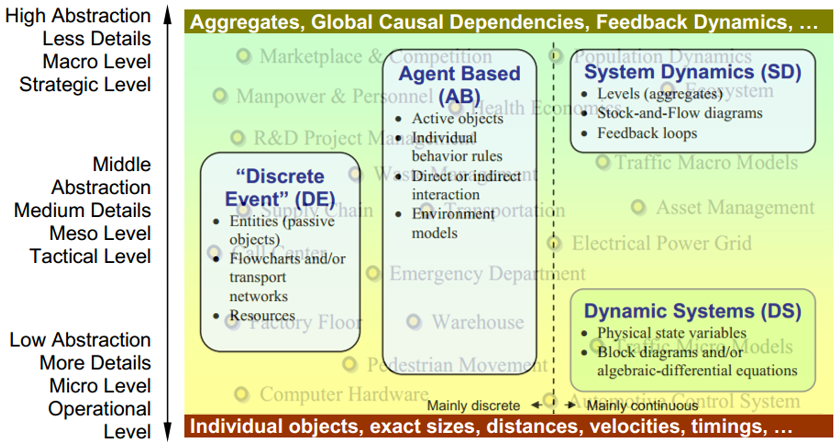 High Abstraction
Less Details
Macro Level
Strategic Level
Middle
Abstraction
Medium Details
Meso Level
Tactical Level
Low Abstraction
More Details
Micro Level
Operational
Level
Aggregates, Global Causal Dependencies, Feedback Dynamics, …
Marketplace & Competition
Population Dynamics
Manpower & Personnel
Ecosystem
Health Economics
R&D Project Management
Waste Management
Traffic Macro Models
Supply Chain
Transportation
Asset Management
Call Center
Electrical Power Grid
Emergency Department
Factory Floor
Warehouse
Traffic Micro Models
Pedestrian Movement
Computer Hardware
Automotive Control System
"Discrete
Event" (DE)
• Entities (passive
objects)
• Flowcharts and/or
transport
networks
• Resources
Agent Based
(AB)
• Active objects
• Individual
behavior rules
• Direct or indirect
interaction
• Environment
models
System Dynamics (SD)
• Levels (aggregates)
• Stock-and-Flow diagrams
• Feedback loops
Dynamic Systems (DS)
• Physical state variables
• Block diagrams and/or
algebraic-differential equations
Mainly discrete
Mainly continuous
Individual objects, exact sizes, distances, velocities, timings, …